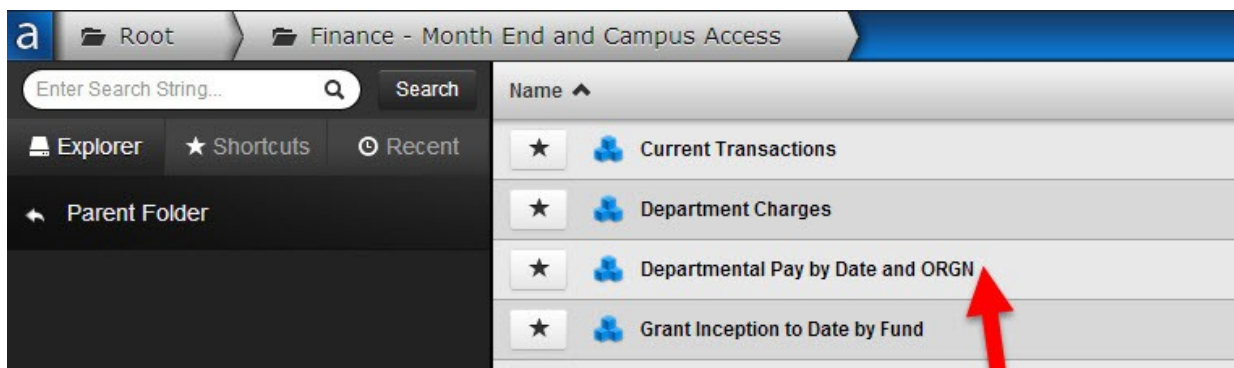 a Root Finance - Month End and Campus Access
Enter Search String... Search
Name
Explorer Shortcuts Recent
Current Transactions
Parent Folder
Department Charges
Departmental Pay by Date and ORGN
Grant Inception to Date by Fund